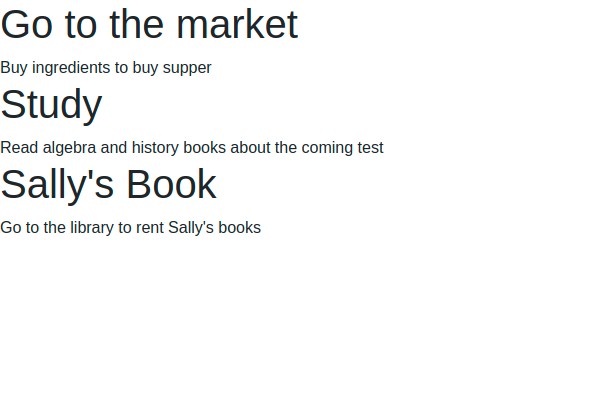 Go to the market
Buy ingredients to buy supper
Study
Read algebra and history books about the coming test
Sally's Book
Go to the library to rent Sally's books